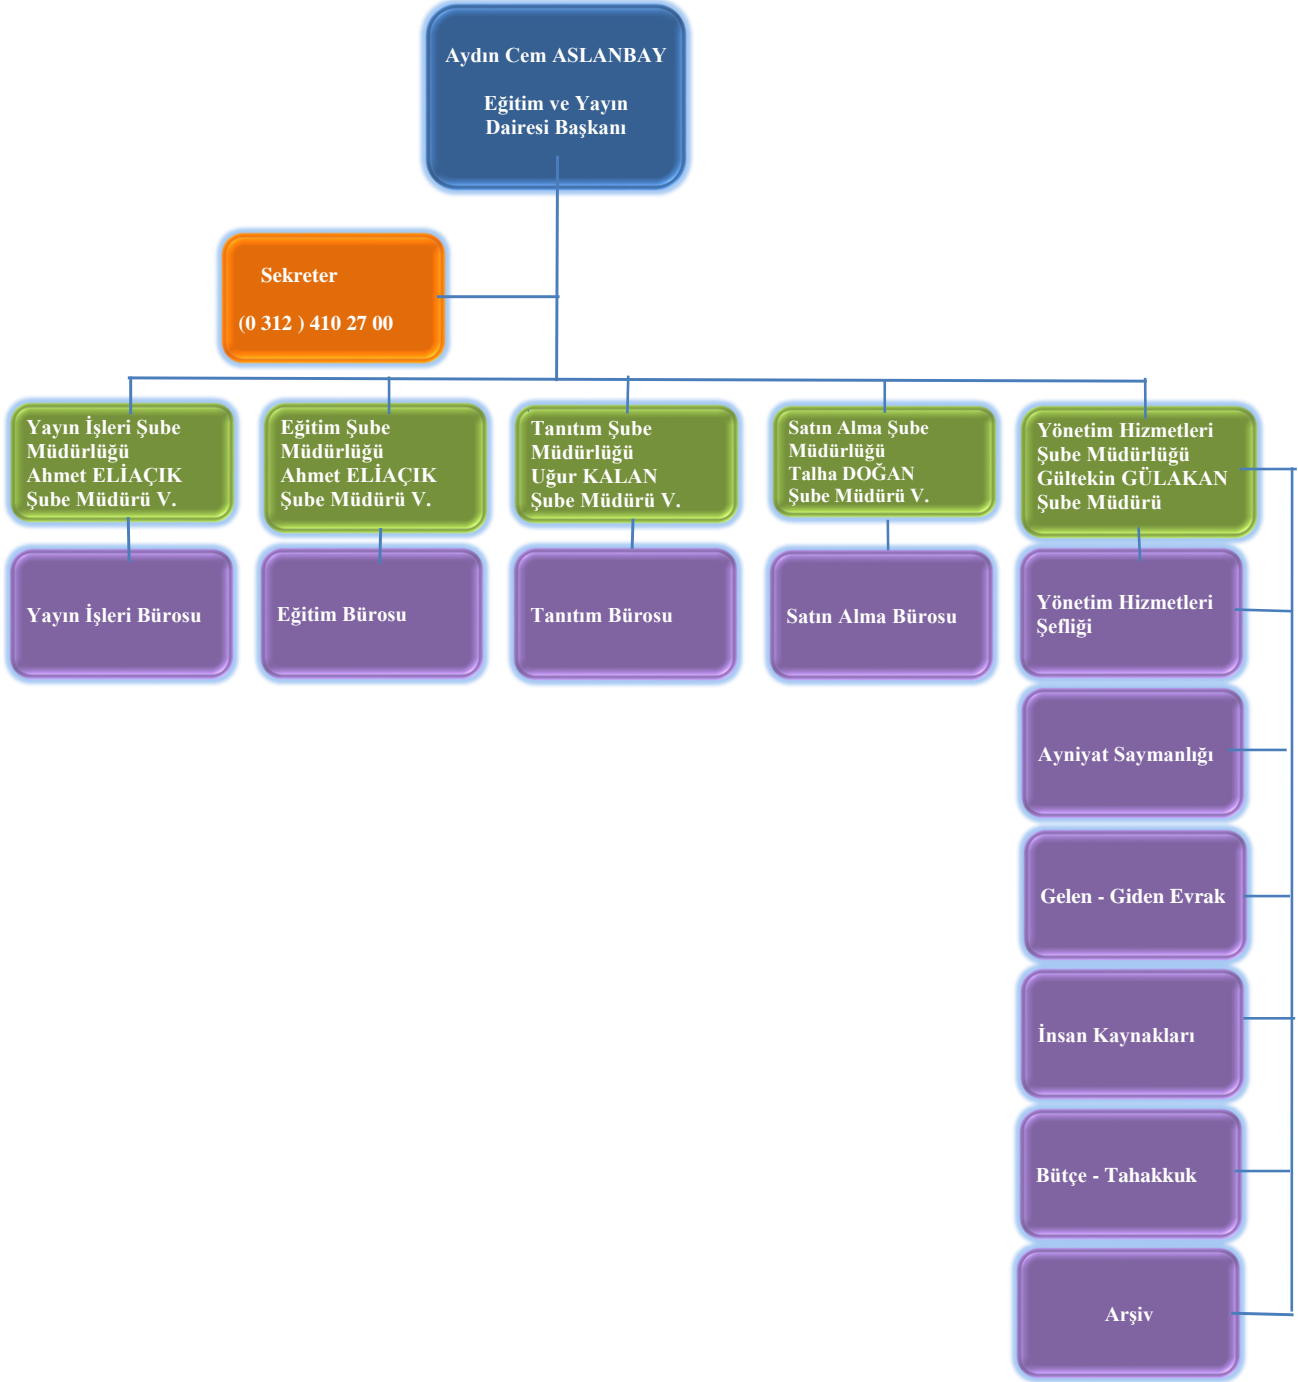 Aydın Cem ASLANBAY
Eğitim ve Yayın
Dairesi Başkanı
Sekreter
(0 312 ) 410 27 00
Yayın İşleri Şube
Müdürlüğü
Ahmet ELİAÇIK
Şube Müdürü V.
Eğitim Şube
Müdürlüğü
Ahmet ELİAÇIK
Şube Müdürü V.
Tanıtım Şube
Müdürlüğü
Uğur KALAN
Şube Müdürü V.
Satın Alma Şube
Müdürlüğü
Talha DOĞAN
Şube Müdürü V.
Yönetim Hizmetleri
Şube Müdürlüğü
Gültekin GÜLAKAN
Şube Müdürü
Yayın İşleri Bürosu
Eğitim Bürosu
Tanıtım Bürosu
Satın Alma Bürosu
Yönetim Hizmetleri
Şefliği
Ayniyat Saymanlığı
Gelen - Giden Evrak
İnsan Kaynakları
Bütçe - Tahakkuk
Arşiv